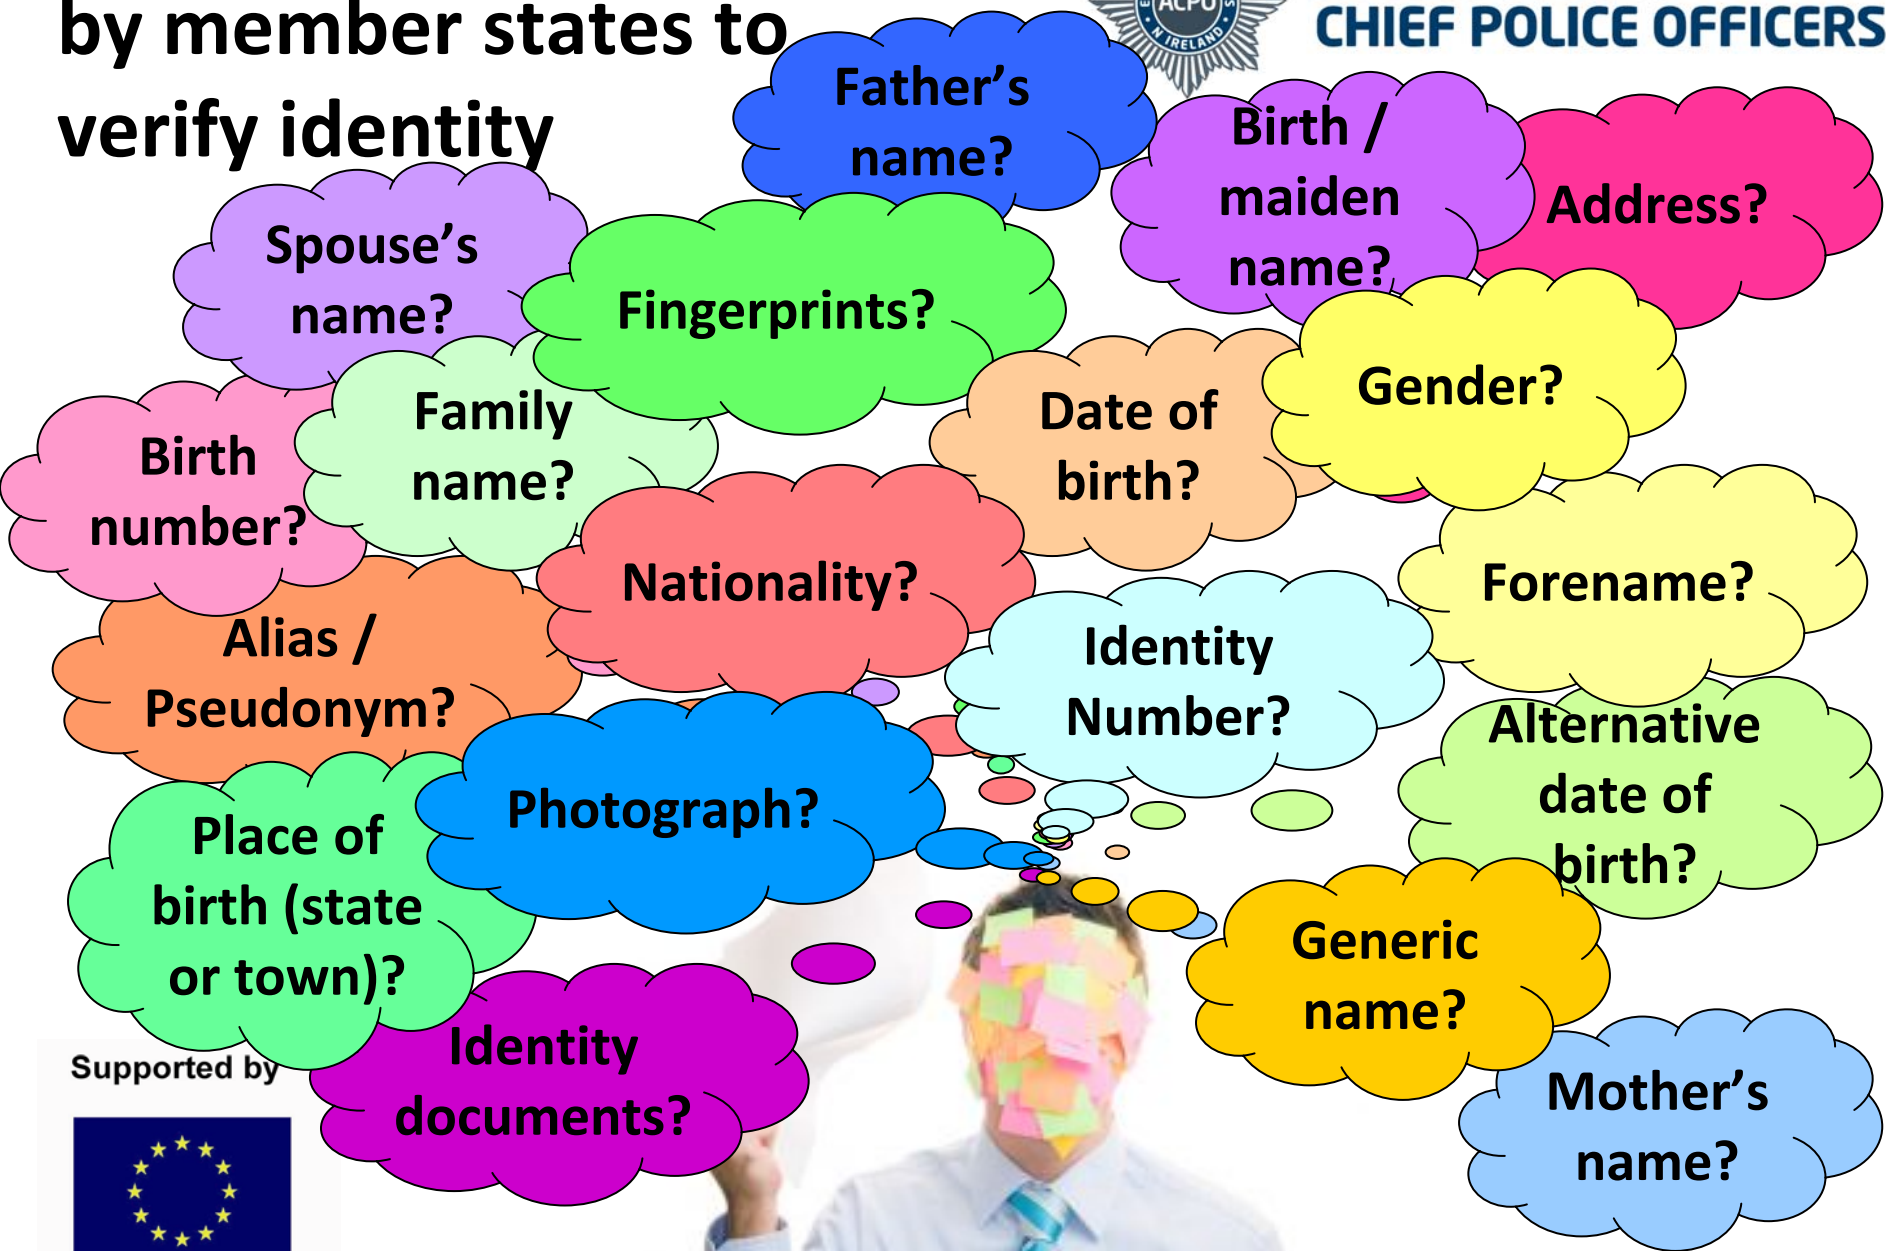 by member states to
verify identity
ACPO
N IRELAND
CHIEF POLICE OFFICERS
Father’s
name?
Birth /
maiden
name?
Address?
Spouse’s
name?
Fingerprints?
Gender?
Birth
number?
Family
name?
Date of
birth?
Nationality?
Forename?
Alias /
Pseudonym?
Identity
Number?
Alternative
date of
birth?
Place of
birth (state
or town)?
Photograph?
Generic
name?
Identity
documents?
Mother’s
name?
Supported by